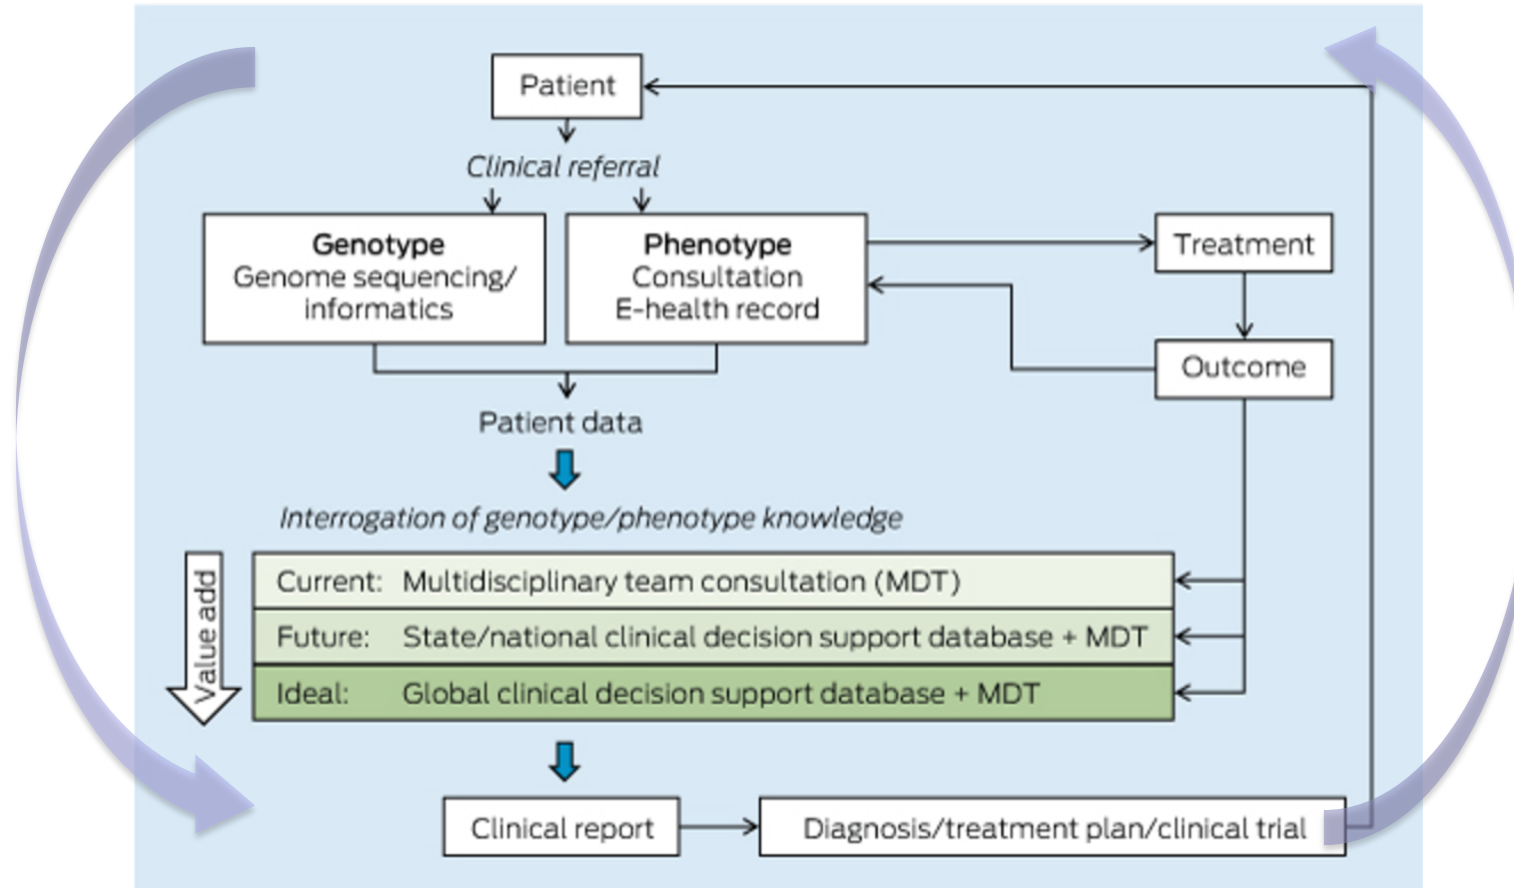 Patient
Clinical referral
Genotype
Genome sequencing/
informatics
Phenotype
Consultation
E-health record
Treatment
Outcome
Patient data
Interrogation of genotype/phenotype knowledge
Value add
Current: Multidisciplinary team consultation (MDT)
Future: State/national clinical decision support database + MDT
Ideal: Global clinical decision support database + MDT
Clinical report
Diagnosis/treatment plan/clinical trial